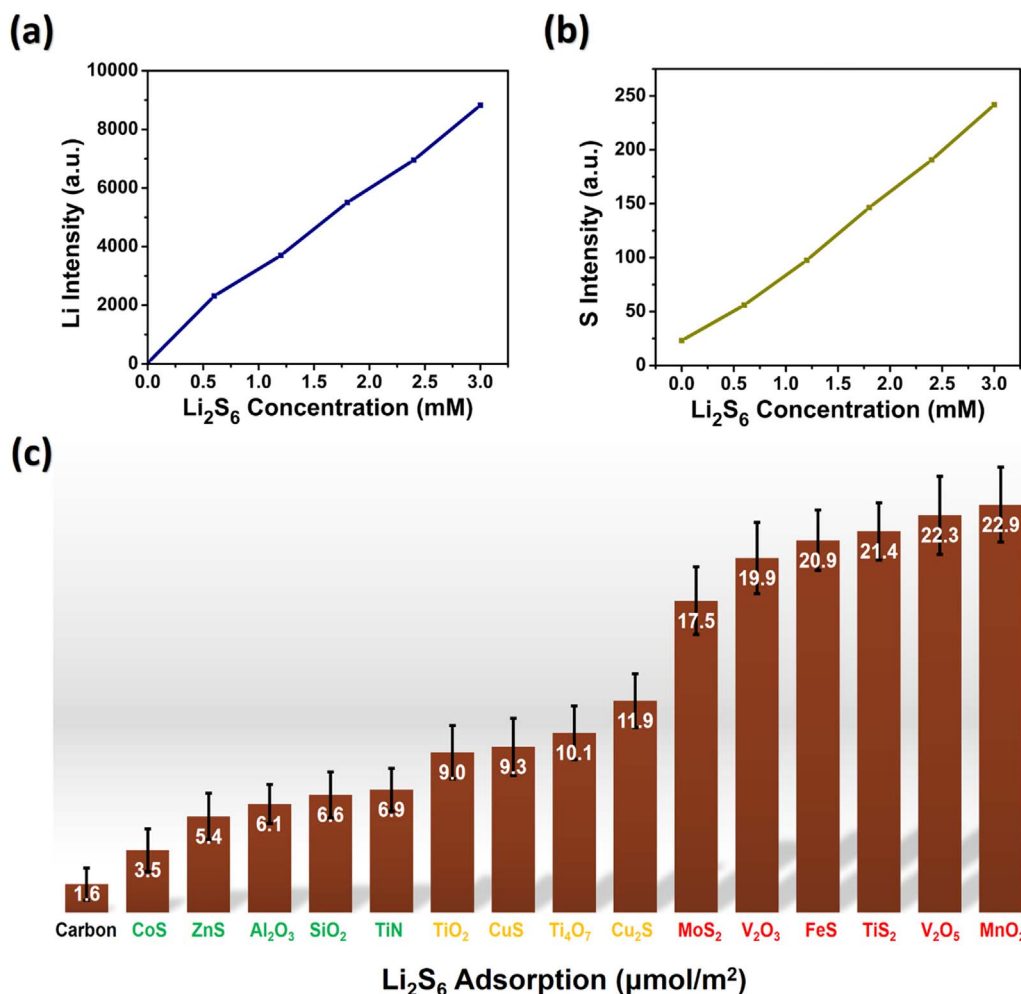 (a)
10000
8000
6000
4000
2000
0
Li Intensity (a.u.)
0.0 0.5 1.0 1.5 2.0 2.5 3.0
Li₂S₆ Concentration (mM)
(b)
250
200
150
100
50
0
S Intensity (a.u.)
0.0 0.5 1.0 1.5 2.0 2.5 3.0
Li₂S₆ Concentration (mM)
(c)
1.6 3.5 5.4 6.1 6.6 6.9 9.0 9.3 10.1 11.9 17.5 19.9 20.9 21.4 22.3 22.9
Carbon CoS ZnS Al₂O₃ SiO₂ TiN TiO₂ CuS Ti₄O₇ Cu₂S MoS₂ V₂O₃ FeS TiS₂ V₂O₅ MnO₂
Li₂S₆ Adsorption (μmol/m²)